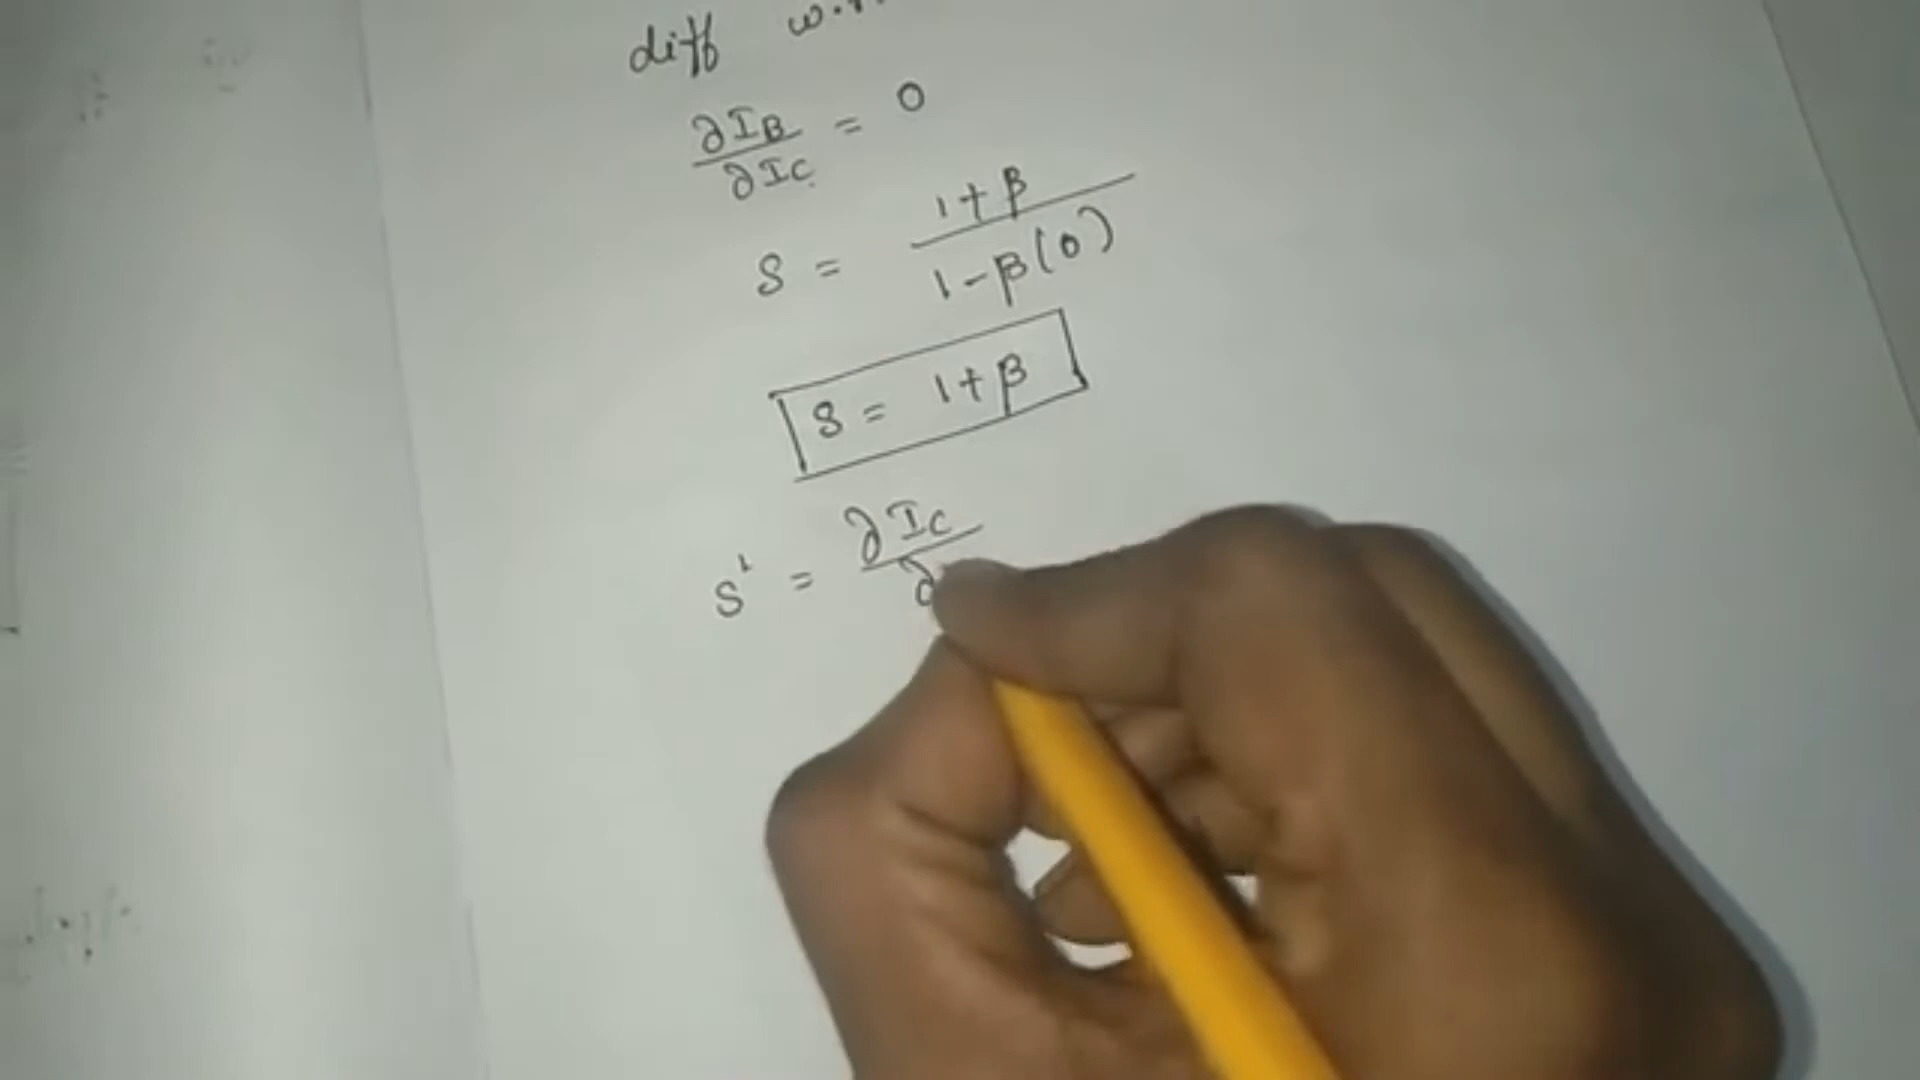 diff w.r
∂I_B / ∂I_C = 0
S = 1+β / 1-β(0)
S = 1+β
S' = ∂I_C / ∂